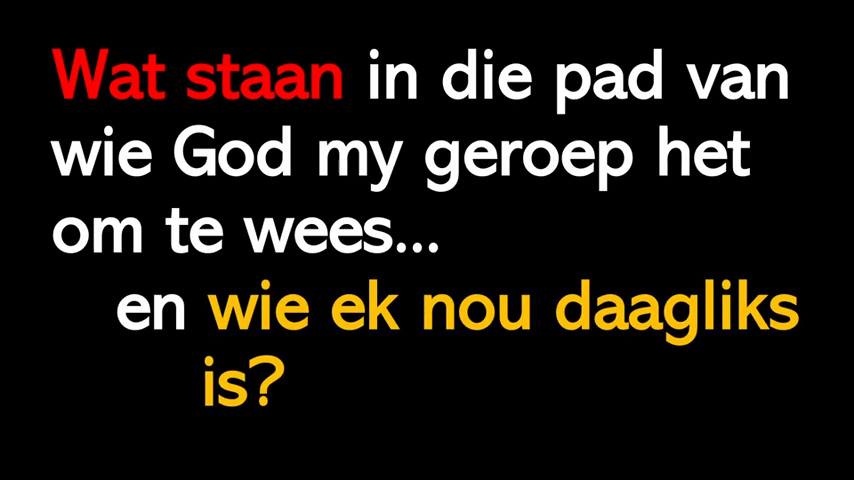 Wat staan in die pad van
wie God my geroep het
om te wees...
en wie ek nou daagliks
is?